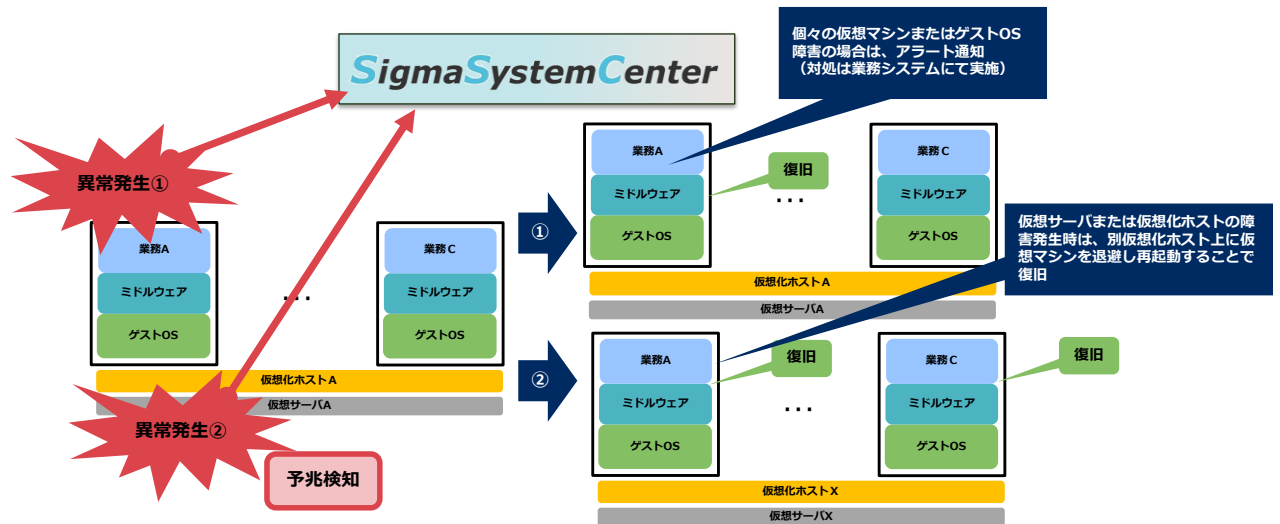 SigmaSystemCenter
個々の仮想マシンまたはゲストOS
障害の場合は、アラート通知
（対処は業務システムにて実施）
異常発生①
業務A
ミドルウェア
ゲストOS
...
業務C
ミドルウェア
ゲストOS
仮想化ホストA
仮想サーバA
異常発生②
予兆検知
①
業務A
ミドルウェア
ゲストOS
復旧
...
業務C
ミドルウェア
ゲストOS
仮想化ホストA
仮想サーバA
仮想サーバまたは仮想化ホストの障
害発生時は、別仮想化ホスト上に仮
想マシンを退避し再起動することで
復旧
②
業務A
ミドルウェア
ゲストOS
復旧
...
業務C
ミドルウェア
ゲストOS
復旧
仮想化ホストX
仮想サーバX